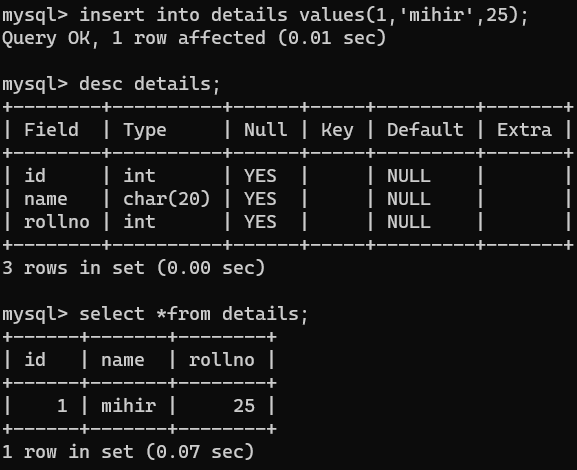 mysql> insert into details values(1,'mihir',25);
Query OK, 1 row affected (0.01 sec)

mysql> desc details;
+--------+----------+------+-----+---------+-------+
| Field  | Type     | Null | Key | Default | Extra |
+--------+----------+------+-----+---------+-------+
| id     | int      | YES  |     | NULL    |       |
| name   | char(20) | YES  |     | NULL    |       |
| rollno | int      | YES  |     | NULL    |       |
+--------+----------+------+-----+---------+-------+
3 rows in set (0.00 sec)

mysql> select *from details;
+------+-------+--------+
| id   | name  | rollno |
+------+-------+--------+
|    1 | mihir |     25 |
+------+-------+--------+
1 row in set (0.07 sec)